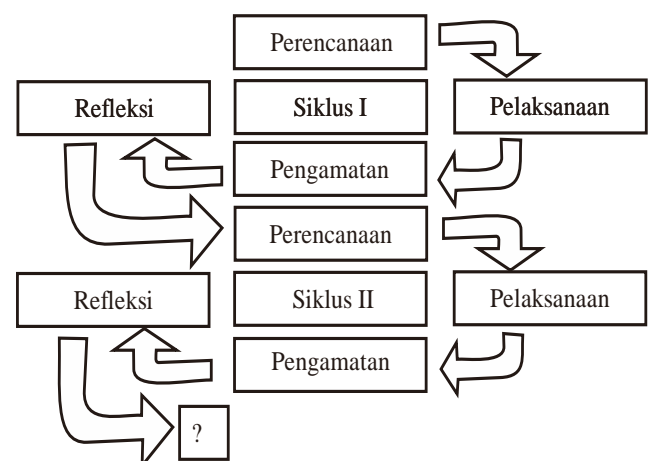 Perencanaan
Refleksi
Siklus I
Pelaksanaan
Pengamatan
Perencanaan
Refleksi
Siklus II
Pelaksanaan
Pengamatan
?